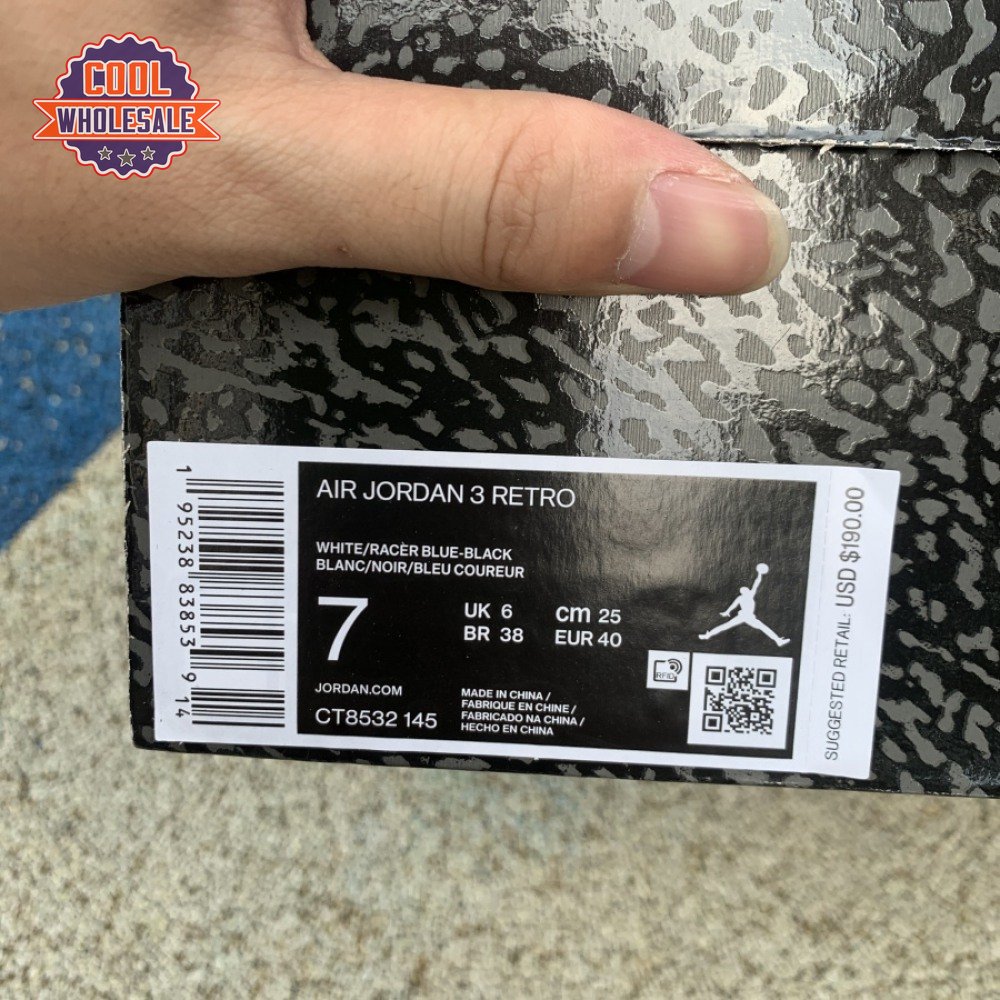 COOL
WHOLESALE
AIR JORDAN 3 RETRO
WHITE/RACÈR BLUE-BLACK
BLANC/NOIR/BLEU COUREUR
7
UK 6 cm 25
BR 38 EUR 40
JORDAN.COM
CT8532 145
MADE IN CHINA /
FABRIQUE EN CHINE /
FABRICADO NA CHINA /
HECHO EN CHINA
RFID
1 95238 83853 9 14
SUGGESTED RETAIL: USD $190.00